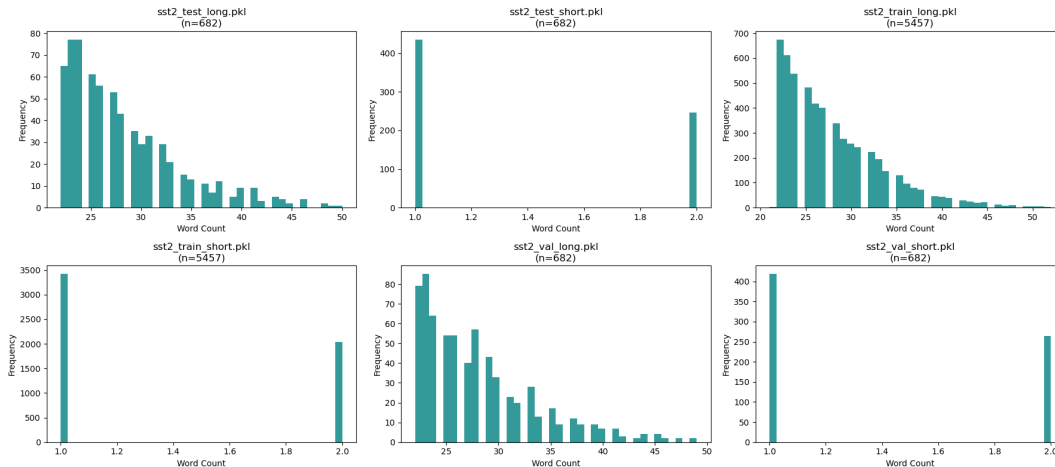 sst2_test_long.pkl
(n=682)
80
70
60
50
40
30
20
10
0
Frequency
25 30 35 40 45 50
Word Count
sst2_test_short.pkl
(n=682)
400
300
200
100
0
Frequency
1.0 1.2 1.4 1.6 1.8 2.0
Word Count
sst2_train_long.pkl
(n=5457)
700
600
500
400
300
200
100
0
Frequency
20 25 30 35 40 45 50
Word Count
sst2_train_short.pkl
(n=5457)
3500
3000
2500
2000
1500
1000
500
0
Frequency
1.0 1.2 1.4 1.6 1.8 2.0
Word Count
sst2_val_long.pkl
(n=682)
80
70
60
50
40
30
20
10
0
Frequency
25 30 35 40 45 50
Word Count
sst2_val_short.pkl
(n=682)
400
350
300
250
200
150
100
50
0
Frequency
1.0 1.2 1.4 1.6 1.8 2.0
Word Count